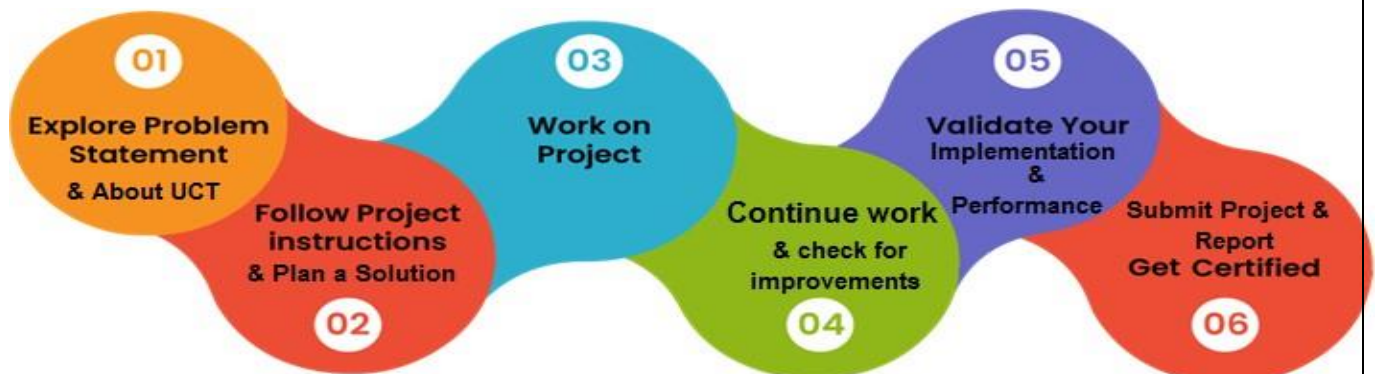 01
Explore Problem
Statement
& About UCT
Follow Project
instructions
& Plan a Solution
02
03
Work on
Project
Continue work
& check for
improvements
04
05
Validate Your
Implementation
&
Performance
Submit Project &
Report
Get Certified
06